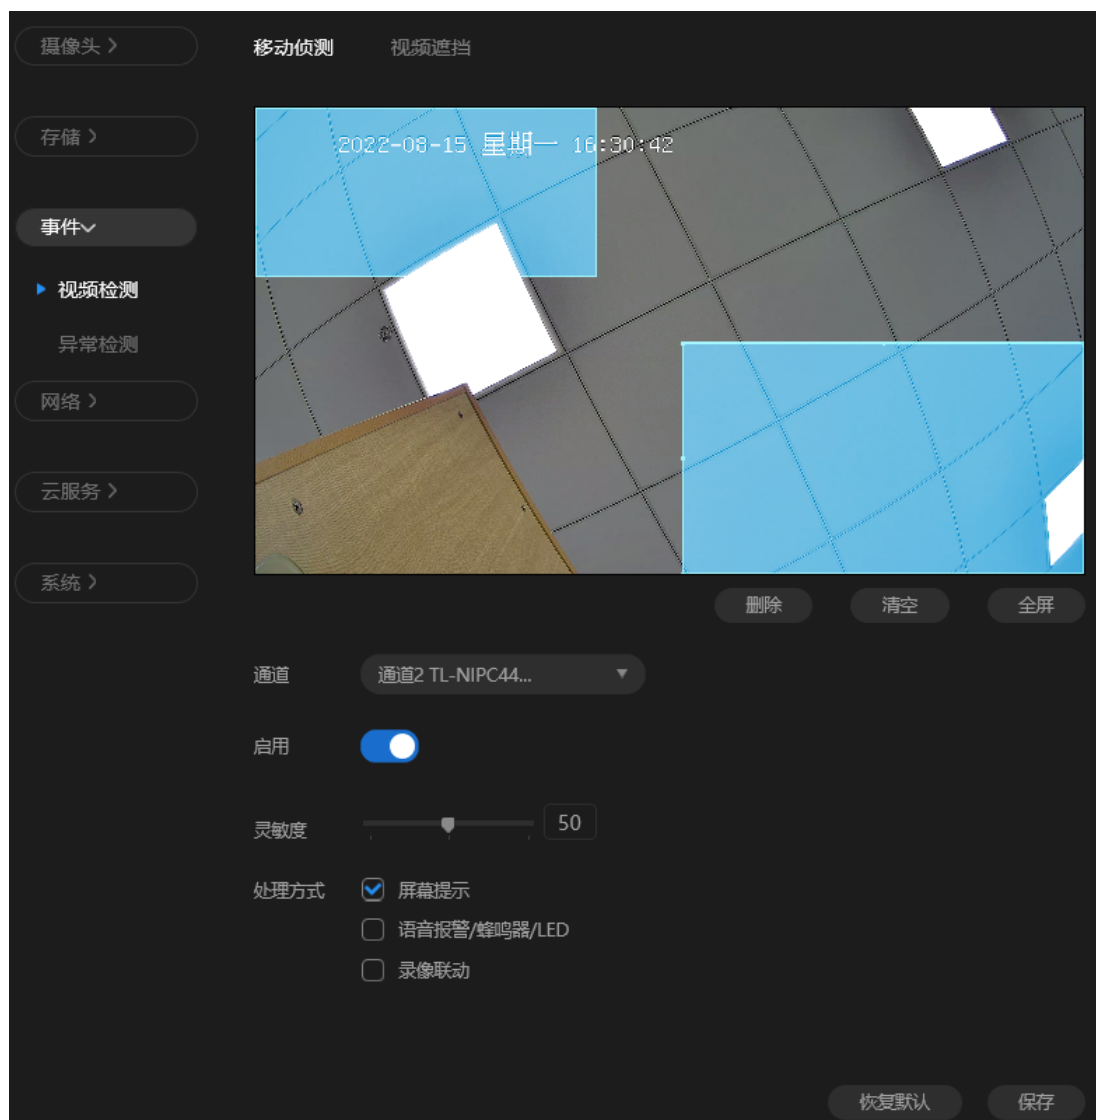 摄像头
移动侦测 视频遮挡
存储
2022-08-15 星期一 16:30:42
事件
视频检测
异常检测
网络
云服务
系统
删除 清空 全屏
通道 通道2 TL-NIPC44...
启用
灵敏度 50
处理方式 屏幕提示
语音报警/蜂鸣器/LED
录像联动
恢复默认 保存